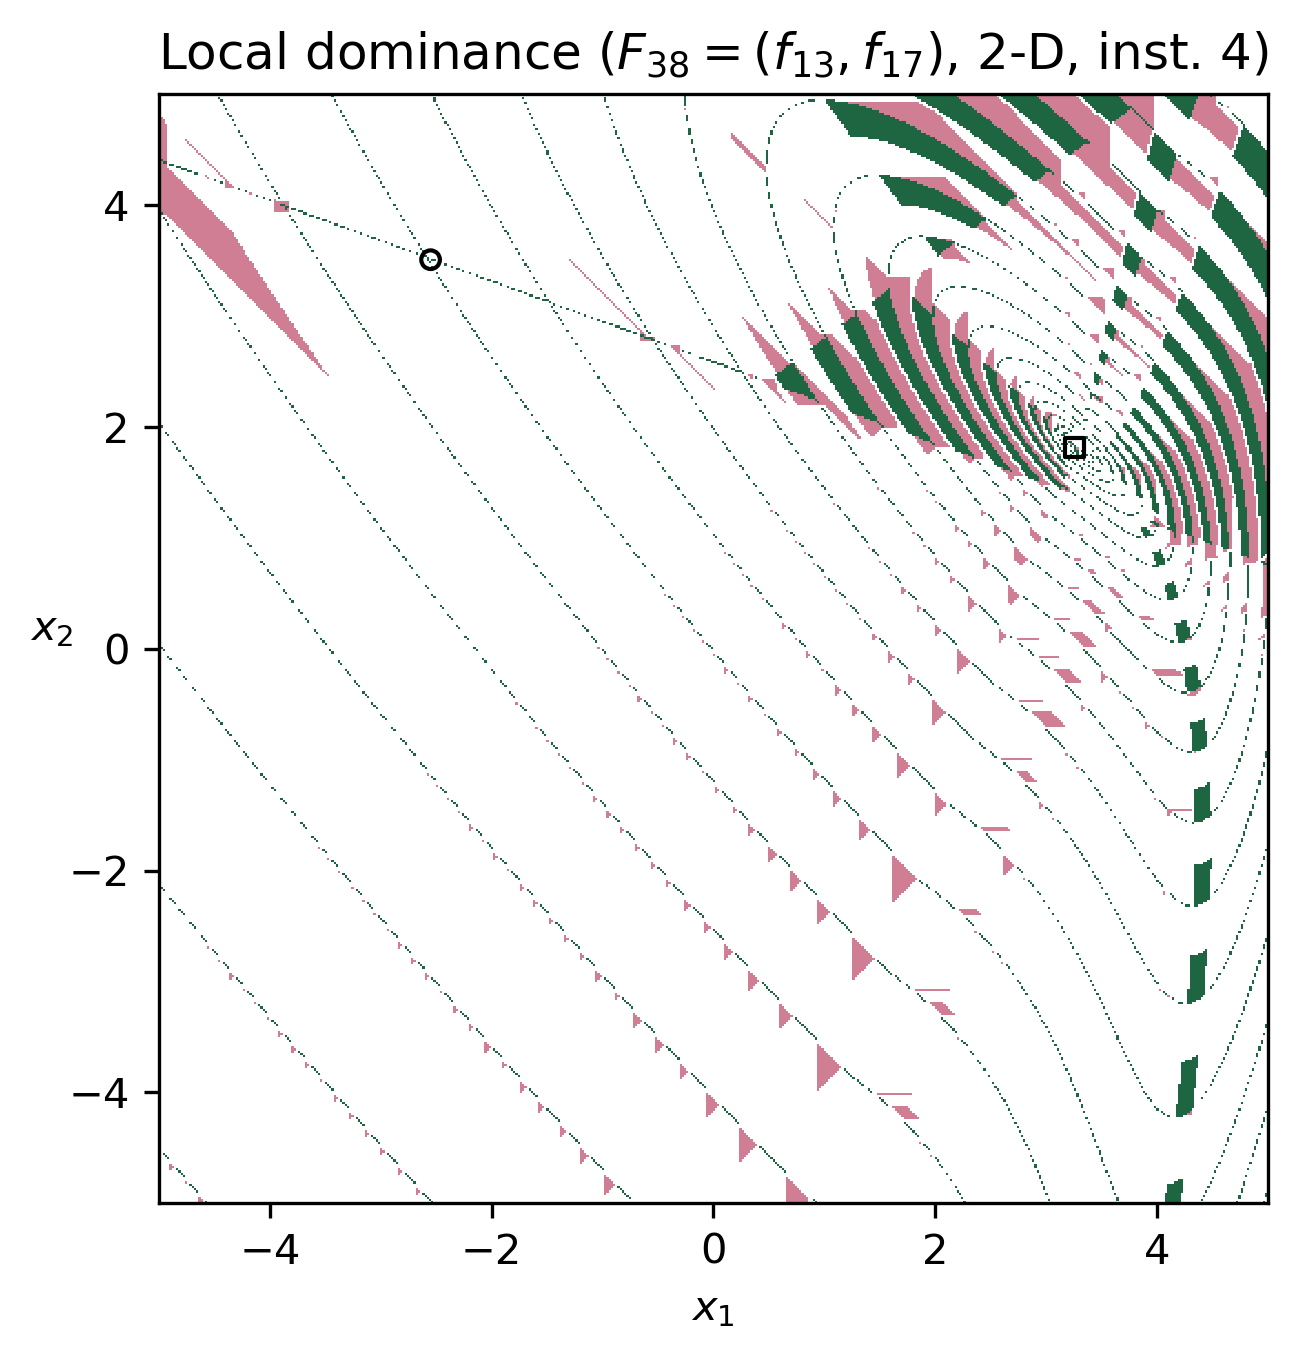 Local dominance (F₃₈ = (f₁₃, f₁₇), 2-D, inst. 4)
4
2
0
−2
−4
x₂
−4 −2 0 2 4
x₁